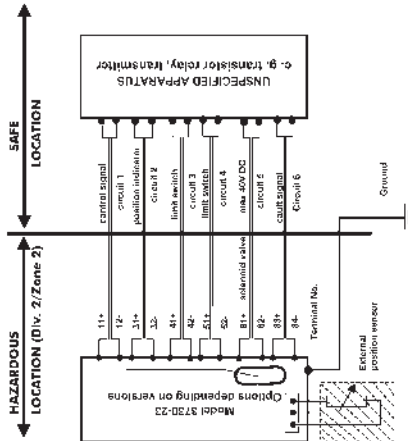 SAFE
LOCATION
UNSPECIFIED APPARATUS
e. g. transistor relay, transmitter
control signal
circuit 1
position indicator
circuit 2
limit switch
circuit 3
limit switch
circuit 4
solenoid valve max 40V DC
circuit 5
fault signal
Circuit 6
Ground
HAZARDOUS
LOCATION (Div. 2/Zone 2)
11+
12-
31+
32-
41+
42-
51+
52-
81+
82-
83+
84-
Terminal No.
Model 3730-23
Options depending on versions
External
position sensor